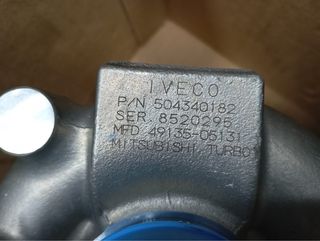 IVECO
P/N 504340182
SER 8520295
MFD 49135-05131
MITSUBISHI TURBO